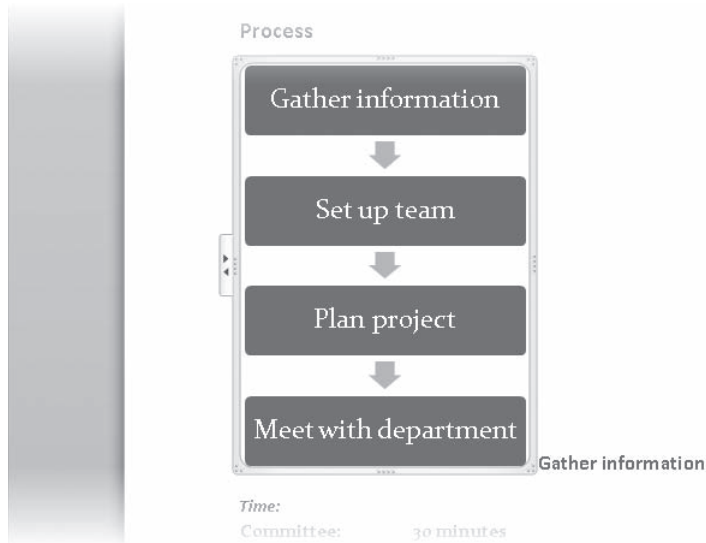 Process
Gather information
Set up team
Plan project
Meet with department
Gather information
Time:
Committee: 30 minutes